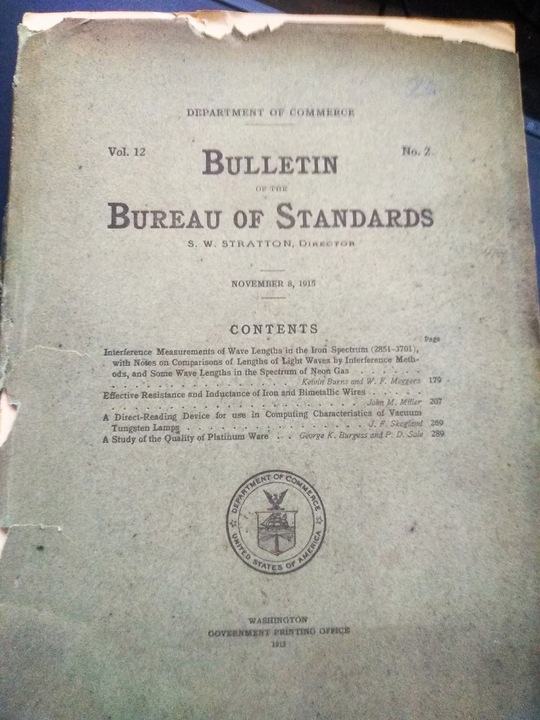 DEPARTMENT OF COMMERCE
Vol. 12
No. 2
BULLETIN
OF THE
BUREAU OF STANDARDS
S. W. STRATTON, DIRECTOR
NOVEMBER 8, 1915
CONTENTS
Page
Interference Measurements of Wave Lengths in the Iron Spectrum (2851-3701),
with Notes on Comparisons of Lengths of Light Waves by Interference Meth-
ods, and Some Wave Lengths in the Spectrum of Neon Gas . . . . . . . .
. . . . . . . . . . . . . . . . . . . Keivin Burns and W. F. Meggers 179
Effective Resistance and Inductance of Iron and Bimetallic Wires . . . . . . .
. . . . . . . . . . . . . . . . . . . . . . . . . . John M. Miller 207
A Direct-Reading Device for use in Computing Characteristics of Vacuum
Tungsten Lamps . . . . . . . . . . . . . . . . . J. F. Skogland 269
A Study of the Quality of Platinum Ware . . . George K. Burgess and P. D. Sale 289
DEPARTMENT OF COMMERCE
UNITED STATES OF AMERICA
WASHINGTON
GOVERNMENT PRINTING OFFICE
1915